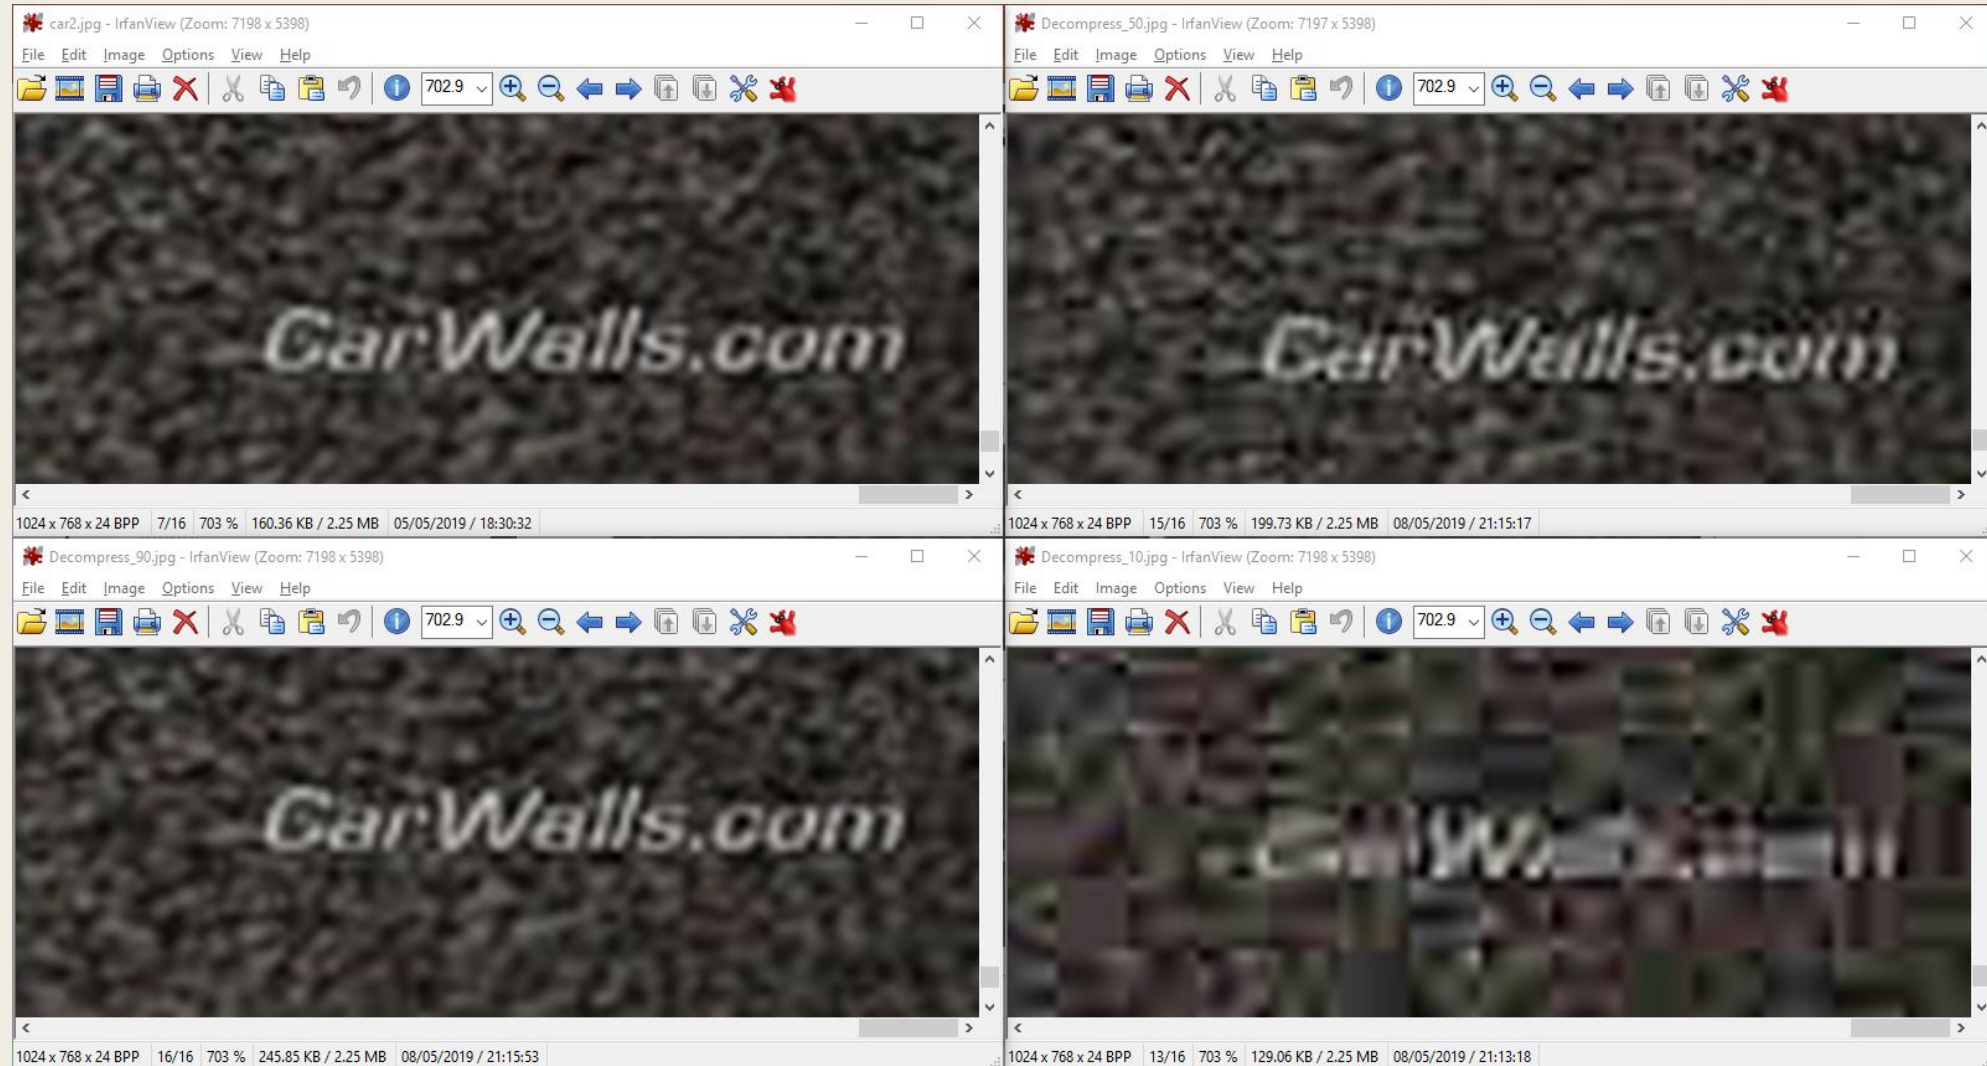 car2.jpg - IrfanView (Zoom: 7198 x 5398)
File Edit Image Options View Help
702.9
CarWalls.com
1024 x 768 x 24 BPP 7/16 703 % 160.36 KB / 2.25 MB 05/05/2019 / 18:30:32
Decompress_50.jpg - IrfanView (Zoom: 7197 x 5398)
File Edit Image Options View Help
702.9
CarWalls.com
1024 x 768 x 24 BPP 15/16 703 % 199.73 KB / 2.25 MB 08/05/2019 / 21:15:17
Decompress_90.jpg - IrfanView (Zoom: 7198 x 5398)
File Edit Image Options View Help
702.9
CarWalls.com
1024 x 768 x 24 BPP 16/16 703 % 245.85 KB / 2.25 MB 08/05/2019 / 21:15:53
Decompress_10.jpg - IrfanView (Zoom: 7198 x 5398)
File Edit Image Options View Help
702.9
1024 x 768 x 24 BPP 13/16 703 % 129.06 KB / 2.25 MB 08/05/2019 / 21:13:18